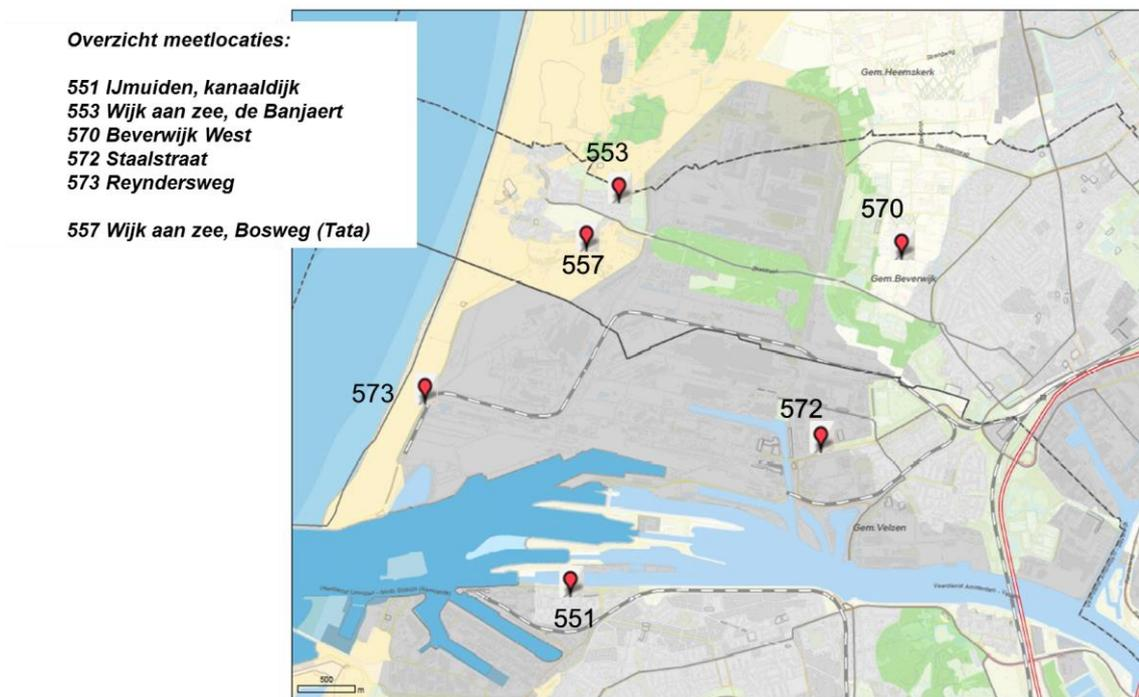 Overzicht meetlocaties:
551 IJmuiden, kanaaldijk
553 Wijk aan zee, de Banjaert
570 Beverwijk West
572 Staalstraat
573 Reyndersweg
557 Wijk aan zee, Bosweg (Tata)
Gem.Heemskerk
553
570
557
Gem.Beverwijk
573
572
Gem.Velzen
551
500
m